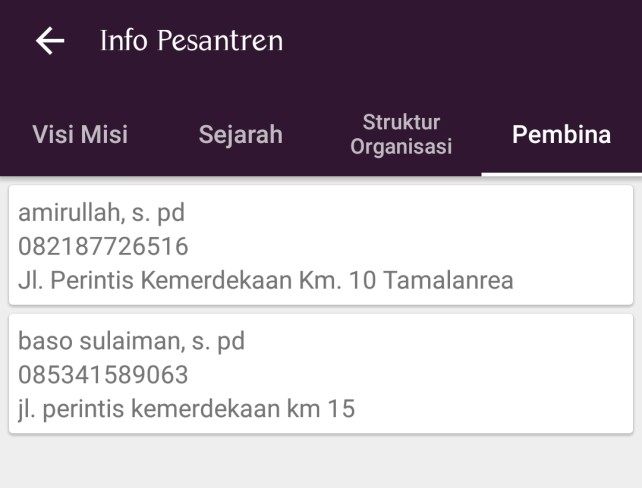 Info Pesantren
Visi Misi
Sejarah
Struktur
Organisasi
Pembina
amirullah, s. pd
082187726516
Jl. Perintis Kemerdekaan Km. 10 Tamalanrea
baso sulaiman, s. pd
085341589063
jl. perintis kemerdekaan km 15